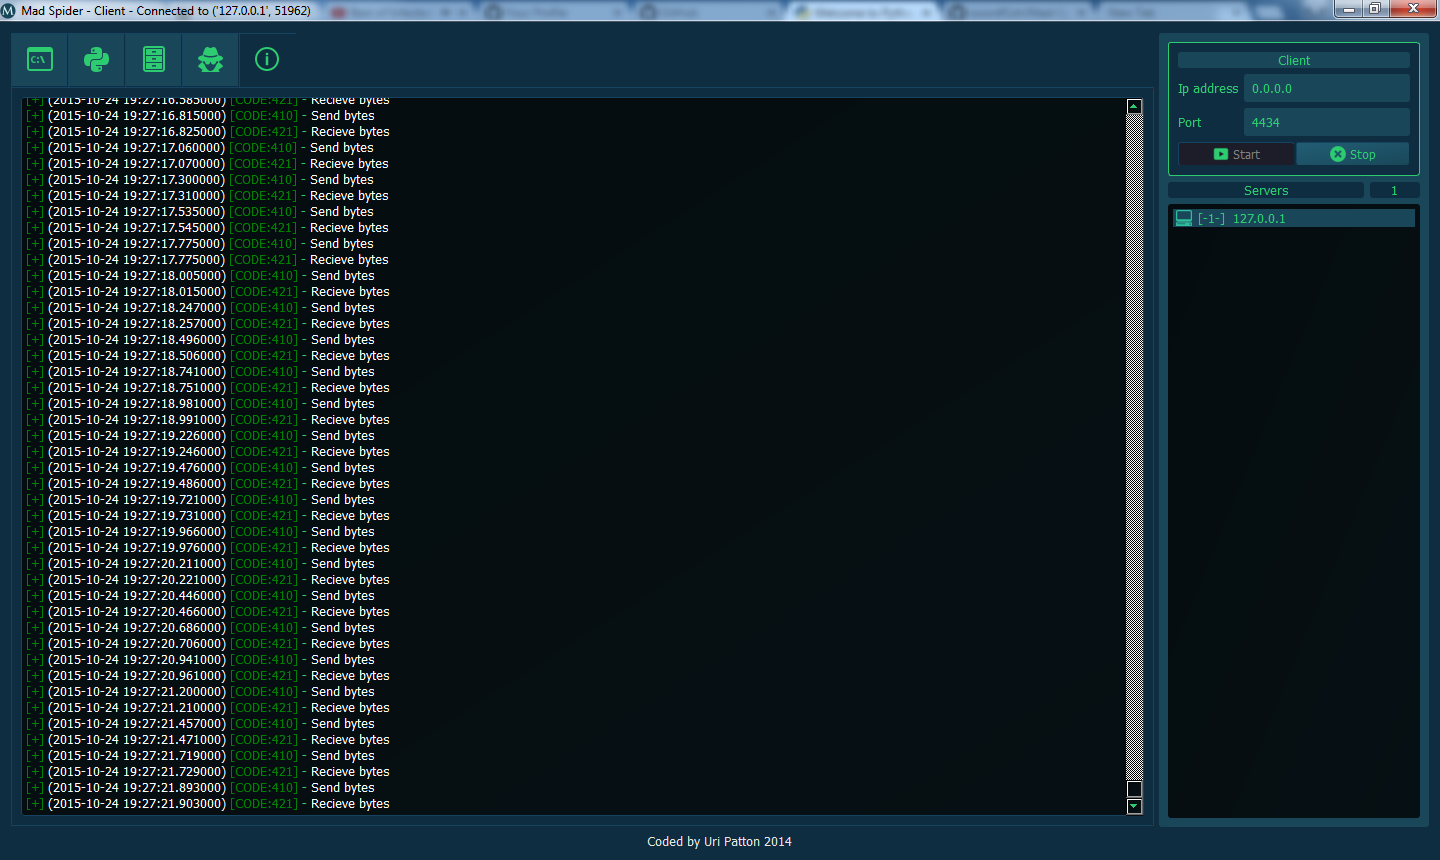 Mad Spider - Client - Connected to ('127.0.0.1', 51962)
C:\
[+] (2015-10-24 19:27:16.585000) [CODE:421] - Recieve bytes
[+] (2015-10-24 19:27:16.815000) [CODE:410] - Send bytes
[+] (2015-10-24 19:27:16.825000) [CODE:421] - Recieve bytes
[+] (2015-10-24 19:27:17.060000) [CODE:410] - Send bytes
[+] (2015-10-24 19:27:17.070000) [CODE:421] - Recieve bytes
[+] (2015-10-24 19:27:17.300000) [CODE:410] - Send bytes
[+] (2015-10-24 19:27:17.310000) [CODE:421] - Recieve bytes
[+] (2015-10-24 19:27:17.535000) [CODE:410] - Send bytes
[+] (2015-10-24 19:27:17.545000) [CODE:421] - Recieve bytes
[+] (2015-10-24 19:27:17.775000) [CODE:410] - Send bytes
[+] (2015-10-24 19:27:17.775000) [CODE:421] - Recieve bytes
[+] (2015-10-24 19:27:18.005000) [CODE:410] - Send bytes
[+] (2015-10-24 19:27:18.015000) [CODE:421] - Recieve bytes
[+] (2015-10-24 19:27:18.247000) [CODE:410] - Send bytes
[+] (2015-10-24 19:27:18.257000) [CODE:421] - Recieve bytes
[+] (2015-10-24 19:27:18.496000) [CODE:410] - Send bytes
[+] (2015-10-24 19:27:18.506000) [CODE:421] - Recieve bytes
[+] (2015-10-24 19:27:18.741000) [CODE:410] - Send bytes
[+] (2015-10-24 19:27:18.751000) [CODE:421] - Recieve bytes
[+] (2015-10-24 19:27:18.981000) [CODE:410] - Send bytes
[+] (2015-10-24 19:27:18.991000) [CODE:421] - Recieve bytes
[+] (2015-10-24 19:27:19.226000) [CODE:410] - Send bytes
[+] (2015-10-24 19:27:19.246000) [CODE:421] - Recieve bytes
[+] (2015-10-24 19:27:19.476000) [CODE:410] - Send bytes
[+] (2015-10-24 19:27:19.486000) [CODE:421] - Recieve bytes
[+] (2015-10-24 19:27:19.721000) [CODE:410] - Send bytes
[+] (2015-10-24 19:27:19.731000) [CODE:421] - Recieve bytes
[+] (2015-10-24 19:27:19.966000) [CODE:410] - Send bytes
[+] (2015-10-24 19:27:19.976000) [CODE:421] - Recieve bytes
[+] (2015-10-24 19:27:20.211000) [CODE:410] - Send bytes
[+] (2015-10-24 19:27:20.221000) [CODE:421] - Recieve bytes
[+] (2015-10-24 19:27:20.446000) [CODE:410] - Send bytes
[+] (2015-10-24 19:27:20.466000) [CODE:421] - Recieve bytes
[+] (2015-10-24 19:27:20.686000) [CODE:410] - Send bytes
[+] (2015-10-24 19:27:20.706000) [CODE:421] - Recieve bytes
[+] (2015-10-24 19:27:20.941000) [CODE:410] - Send bytes
[+] (2015-10-24 19:27:20.961000) [CODE:421] - Recieve bytes
[+] (2015-10-24 19:27:21.200000) [CODE:410] - Send bytes
[+] (2015-10-24 19:27:21.210000) [CODE:421] - Recieve bytes
[+] (2015-10-24 19:27:21.457000) [CODE:410] - Send bytes
[+] (2015-10-24 19:27:21.471000) [CODE:421] - Recieve bytes
[+] (2015-10-24 19:27:21.719000) [CODE:410] - Send bytes
[+] (2015-10-24 19:27:21.729000) [CODE:421] - Recieve bytes
[+] (2015-10-24 19:27:21.893000) [CODE:410] - Send bytes
[+] (2015-10-24 19:27:21.903000) [CODE:421] - Recieve bytes
Client
Ip address 0.0.0.0
Port 4434
Start Stop
Servers 1
[-1-] 127.0.0.1
Coded by Uri Patton 2014